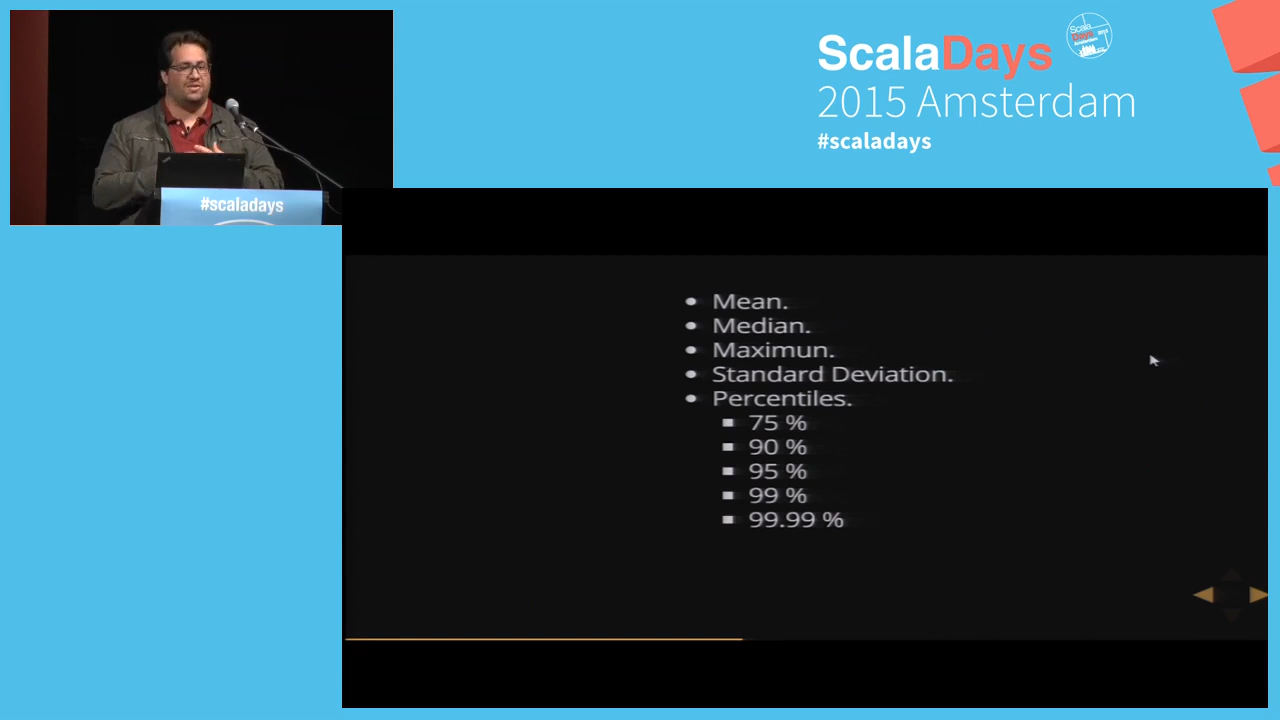 ScalaDays
2015 Amsterdam
#scaladays
#scaladays
• Mean.
• Median.
• Maximun.
• Standard Deviation.
• Percentiles.
▪ 75 %
▪ 90 %
▪ 95 %
▪ 99 %
▪ 99.99 %